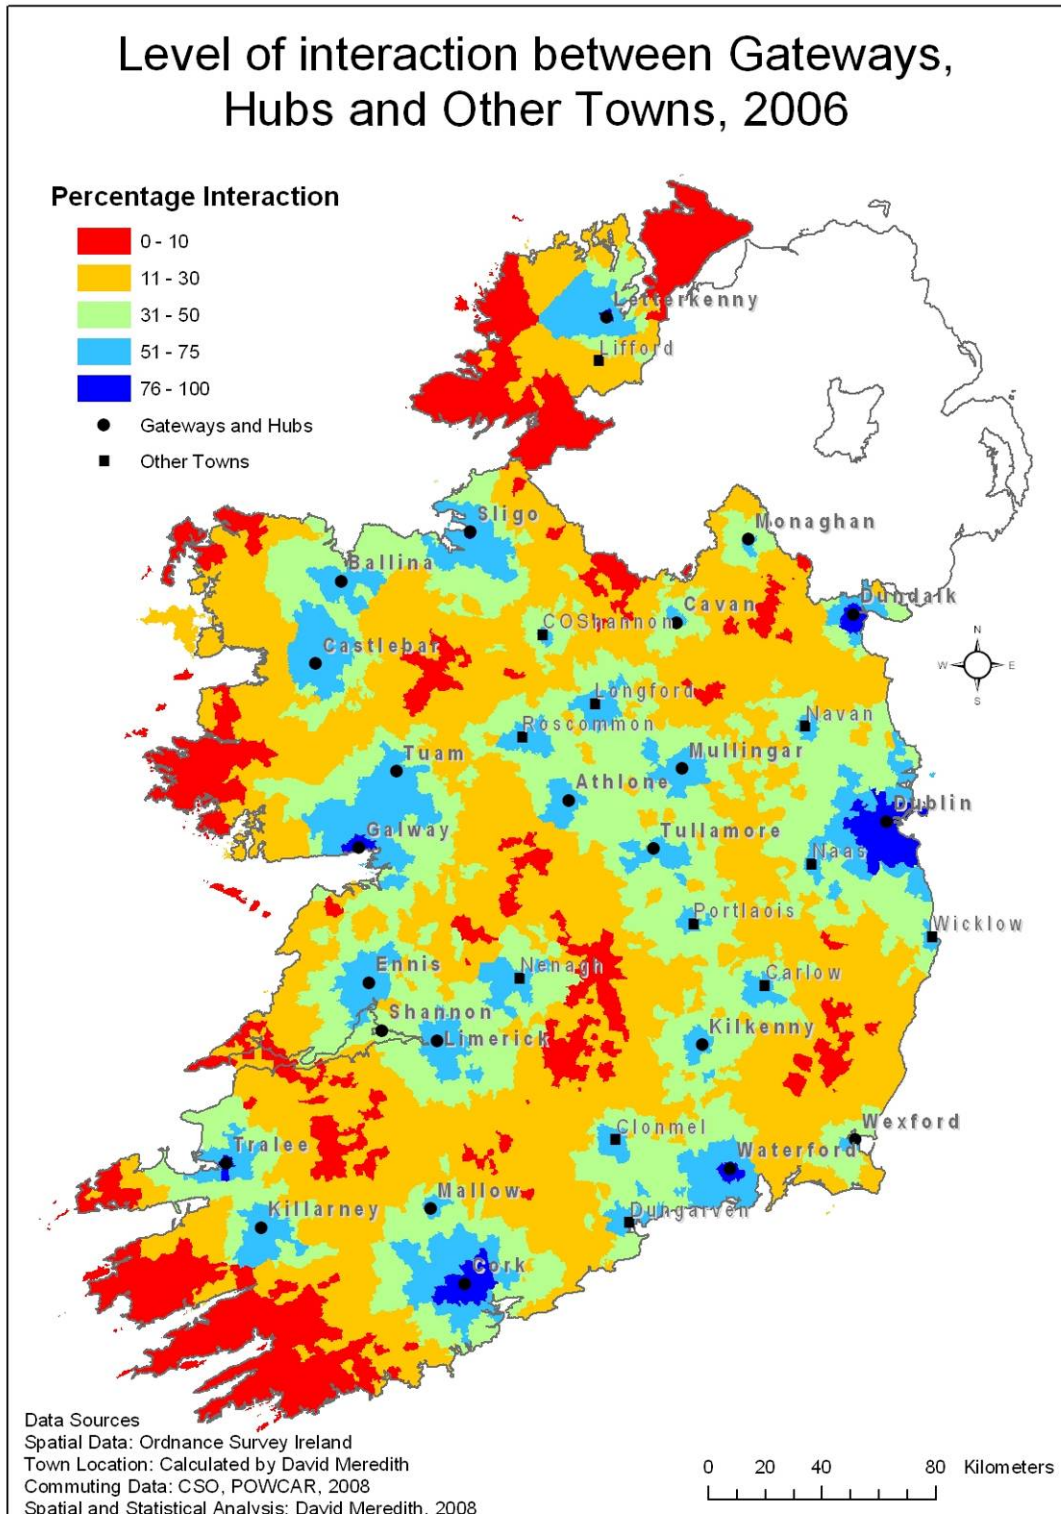 Level of interaction between Gateways,
Hubs and Other Towns, 2006
Percentage Interaction
0 - 10
11 - 30
31 - 50
51 - 75
76 - 100
Gateways and Hubs
Other Towns
Letterkenny
Lifford
Sligo
Monaghan
Ballina
Dundalk
COShannon
Cavan
Castlebar
N
W
E
S
Longford
Roscommon
Navan
Tuam
Mullingar
Athlone
Dublin
Galway
Tullamore
Naas
Portlaois
Wicklow
Ennis
Nenagh
Carlow
Shannon
Limerick
Kilkenny
Clonmel
Wexford
Tralee
Waterford
Mallow
Killarney
Dungarven
Cork
Data Sources
Spatial Data: Ordnance Survey Ireland
Town Location: Calculated by David Meredith
Commuting Data: CSO, POWCAR, 2008
Spatial and Statistical Analysis: David Meredith, 2008
0 20 40 80 Kilometers